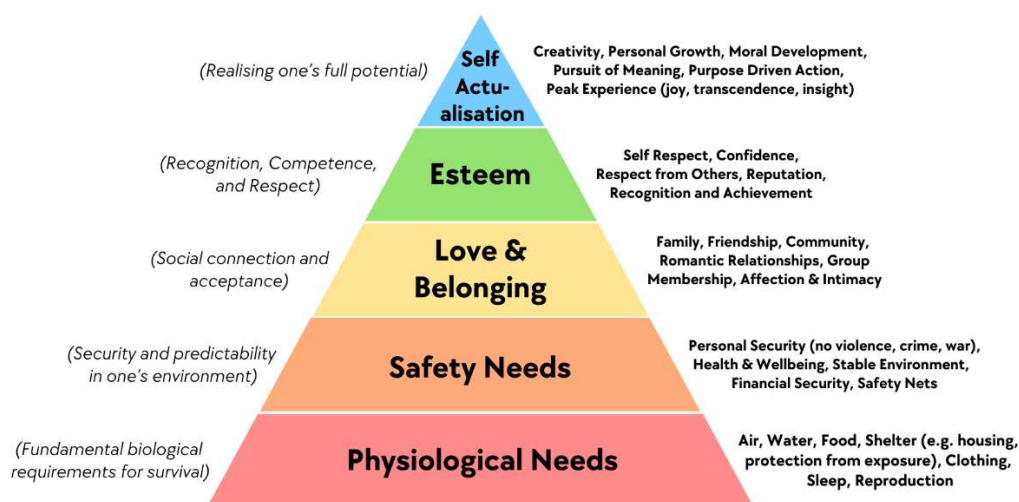 (Realising one's full potential)
Self
Actu-
alisation
Creativity, Personal Growth, Moral Development,
Pursuit of Meaning, Purpose Driven Action,
Peak Experience (joy, transcendence, insight)
(Recognition, Competence,
and Respect)
Esteem
Self Respect, Confidence,
Respect from Others, Reputation,
Recognition and Achievement
(Social connection and
acceptance)
Love &
Belonging
Family, Friendship, Community,
Romantic Relationships, Group
Membership, Affection & Intimacy
(Security and predictability
in one's environment)
Safety Needs
Personal Security (no violence, crime, war),
Health & Wellbeing, Stable Environment,
Financial Security, Safety Nets
(Fundamental biological
requirements for survival)
Physiological Needs
Air, Water, Food, Shelter (e.g. housing,
protection from exposure), Clothing,
Sleep, Reproduction